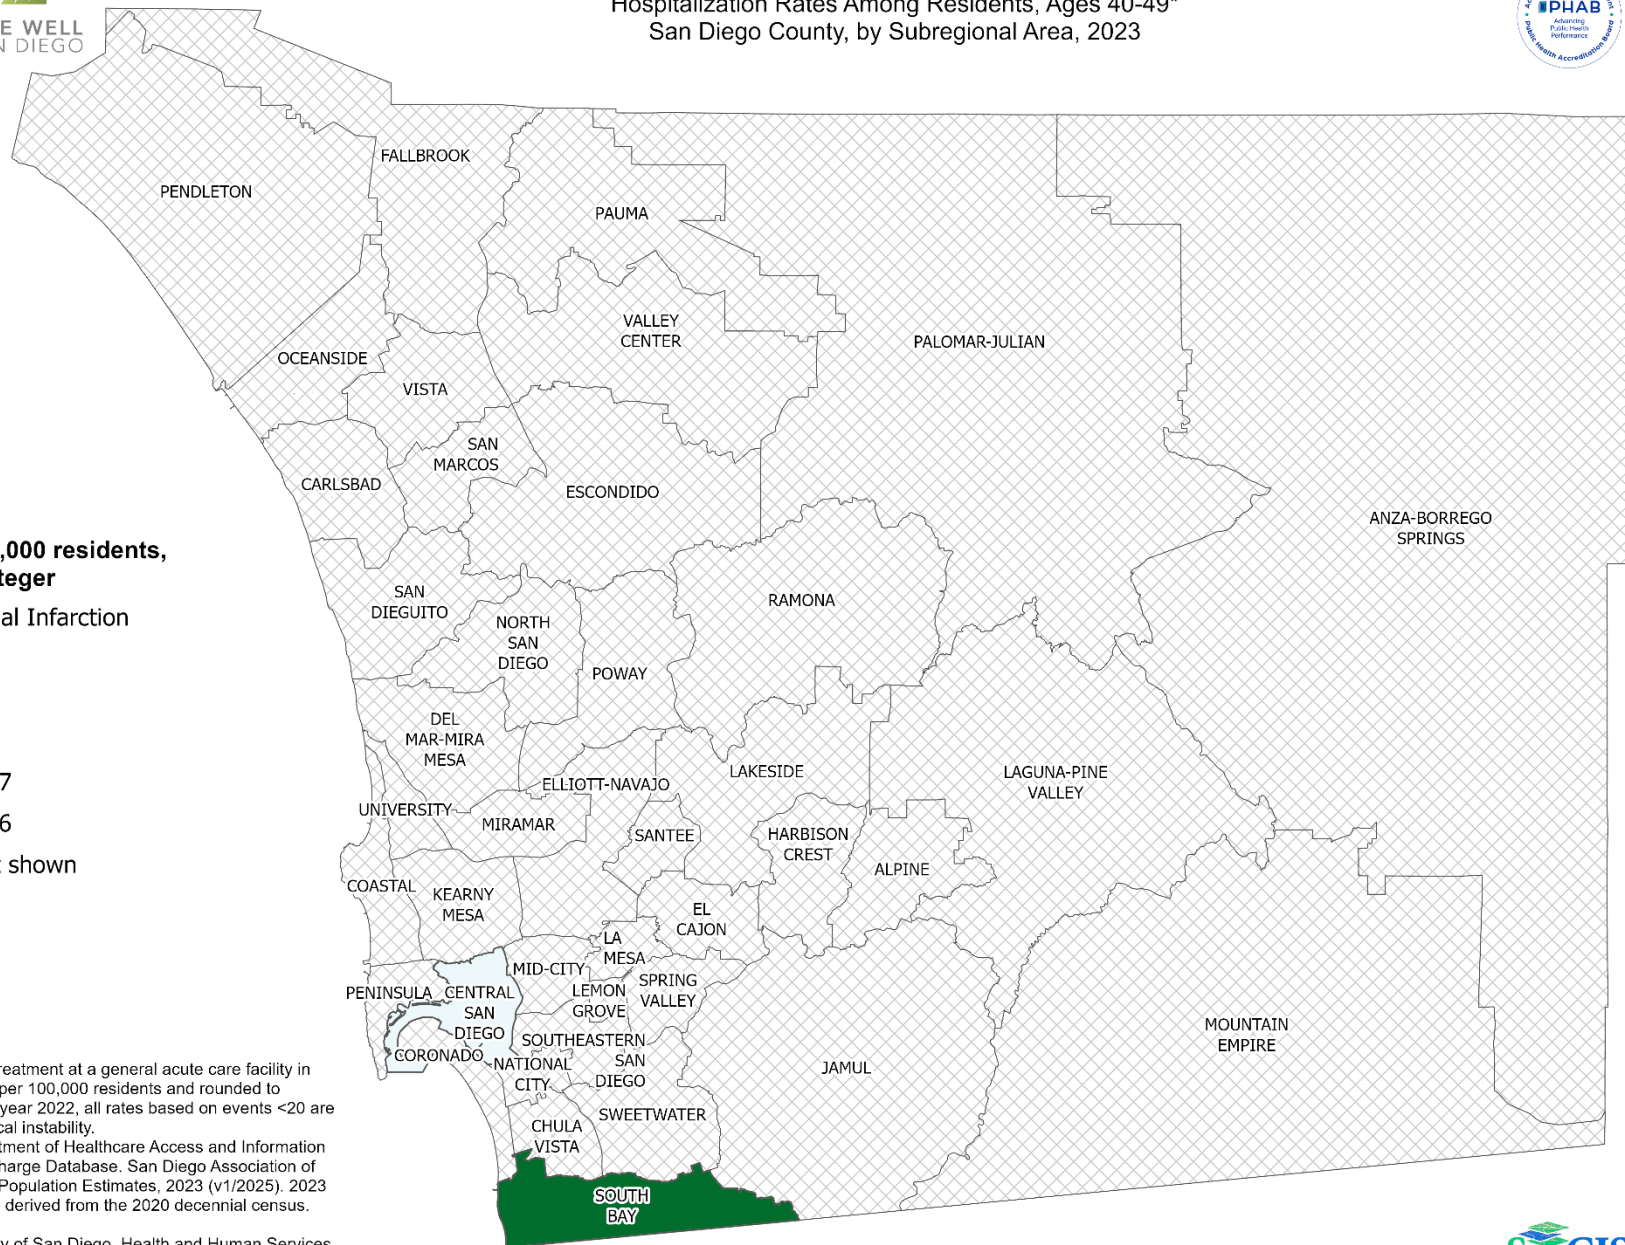 E WELL
N DIEGO
Hospitalization Rates Among Residents, Ages 40-49*
San Diego County, by Subregional Area, 2023
PHAB
Advancing
Public Health
Performance
Public Health Accreditation Board
FALLBROOK
PENDLETON
PAUMA
VALLEY
CENTER
PALOMAR-JULIAN
OCEANSIDE
VISTA
SAN
MARCOS
CARLSBAD
ESCONDIDO
ANZA-BORREGO
SPRINGS
,000 residents,
teger
al Infarction
SAN
DIEGUITO
RAMONA
NORTH
SAN
DIEGO
POWAY
DEL
MAR-MIRA
MESA
LAKESIDE
LAGUNA-PINE
VALLEY
ELLIOTT-NAVAJO
7
UNIVERSITY
6
MIRAMAR
SANTEE
HARBISON
CREST
t shown
ALPINE
COASTAL
KEARNY
MESA
EL
CAJON
LA
MESA
MID-CITY
PENINSULA
CENTRAL
SAN
DIEGO
LEMON
GROVE
SPRING
VALLEY
MOUNTAIN
EMPIRE
SOUTHEASTERN
SAN
DIEGO
CORONADO
NATIONAL
CITY
JAMUL
SWEETWATER
CHULA
VISTA
SOUTH
BAY
reatment at a general acute care facility in
per 100,000 residents and rounded to
year 2022, all rates based on events <20 are
cal instability.
tment of Healthcare Access and Information
harge Database. San Diego Association of
Population Estimates, 2023 (v1/2025). 2023
derived from the 2020 decennial census.
y of San Diego, Health and Human Services